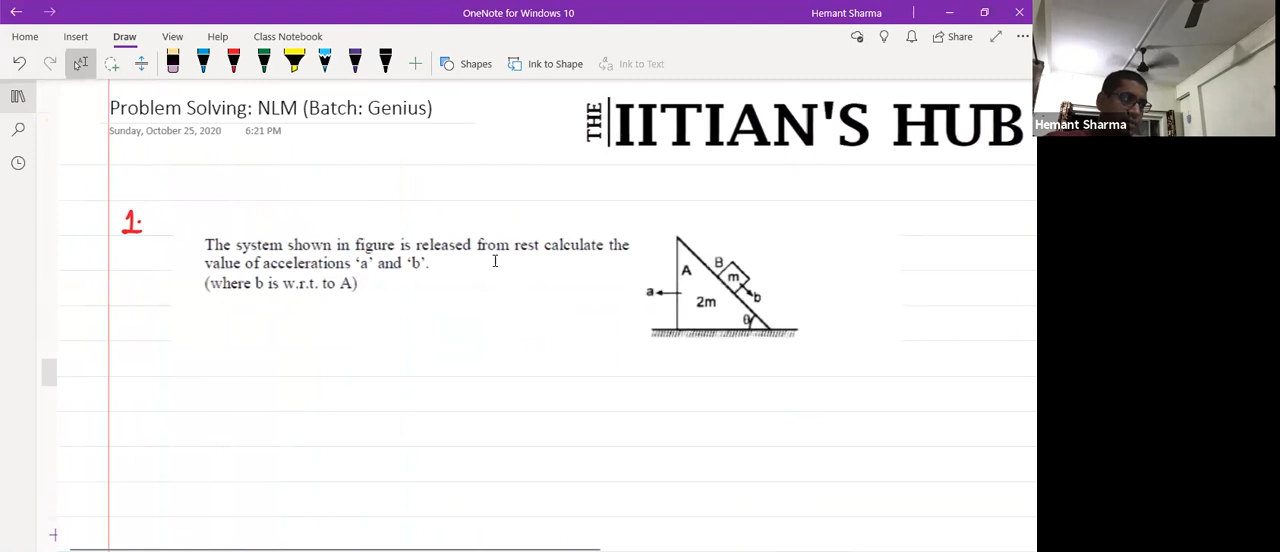 OneNote for Windows 10
Hemant Sharma
Home Insert Draw View Help Class Notebook
Share
Shapes Ink to Shape Ink to Text
Problem Solving: NLM (Batch: Genius)
Sunday, October 25, 2020 6:21 PM
THE IITIAN'S HUB
Hemant Sharma
1.
The system shown in figure is released from rest calculate the
value of accelerations ‘a’ and ‘b’.
(where b is w.r.t. to A)
B
A
m
a
b
2m
θ